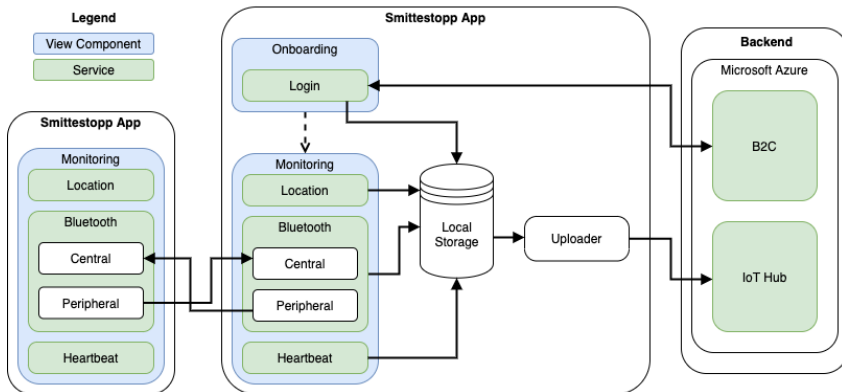 Legend
View Component
Service
Smittestopp App
Monitoring
Location
Bluetooth
Central
Peripheral
Heartbeat
Smittestopp App
Onboarding
Login
Monitoring
Location
Bluetooth
Central
Peripheral
Heartbeat
Local
Storage
Uploader
Backend
Microsoft Azure
B2C
IoT Hub